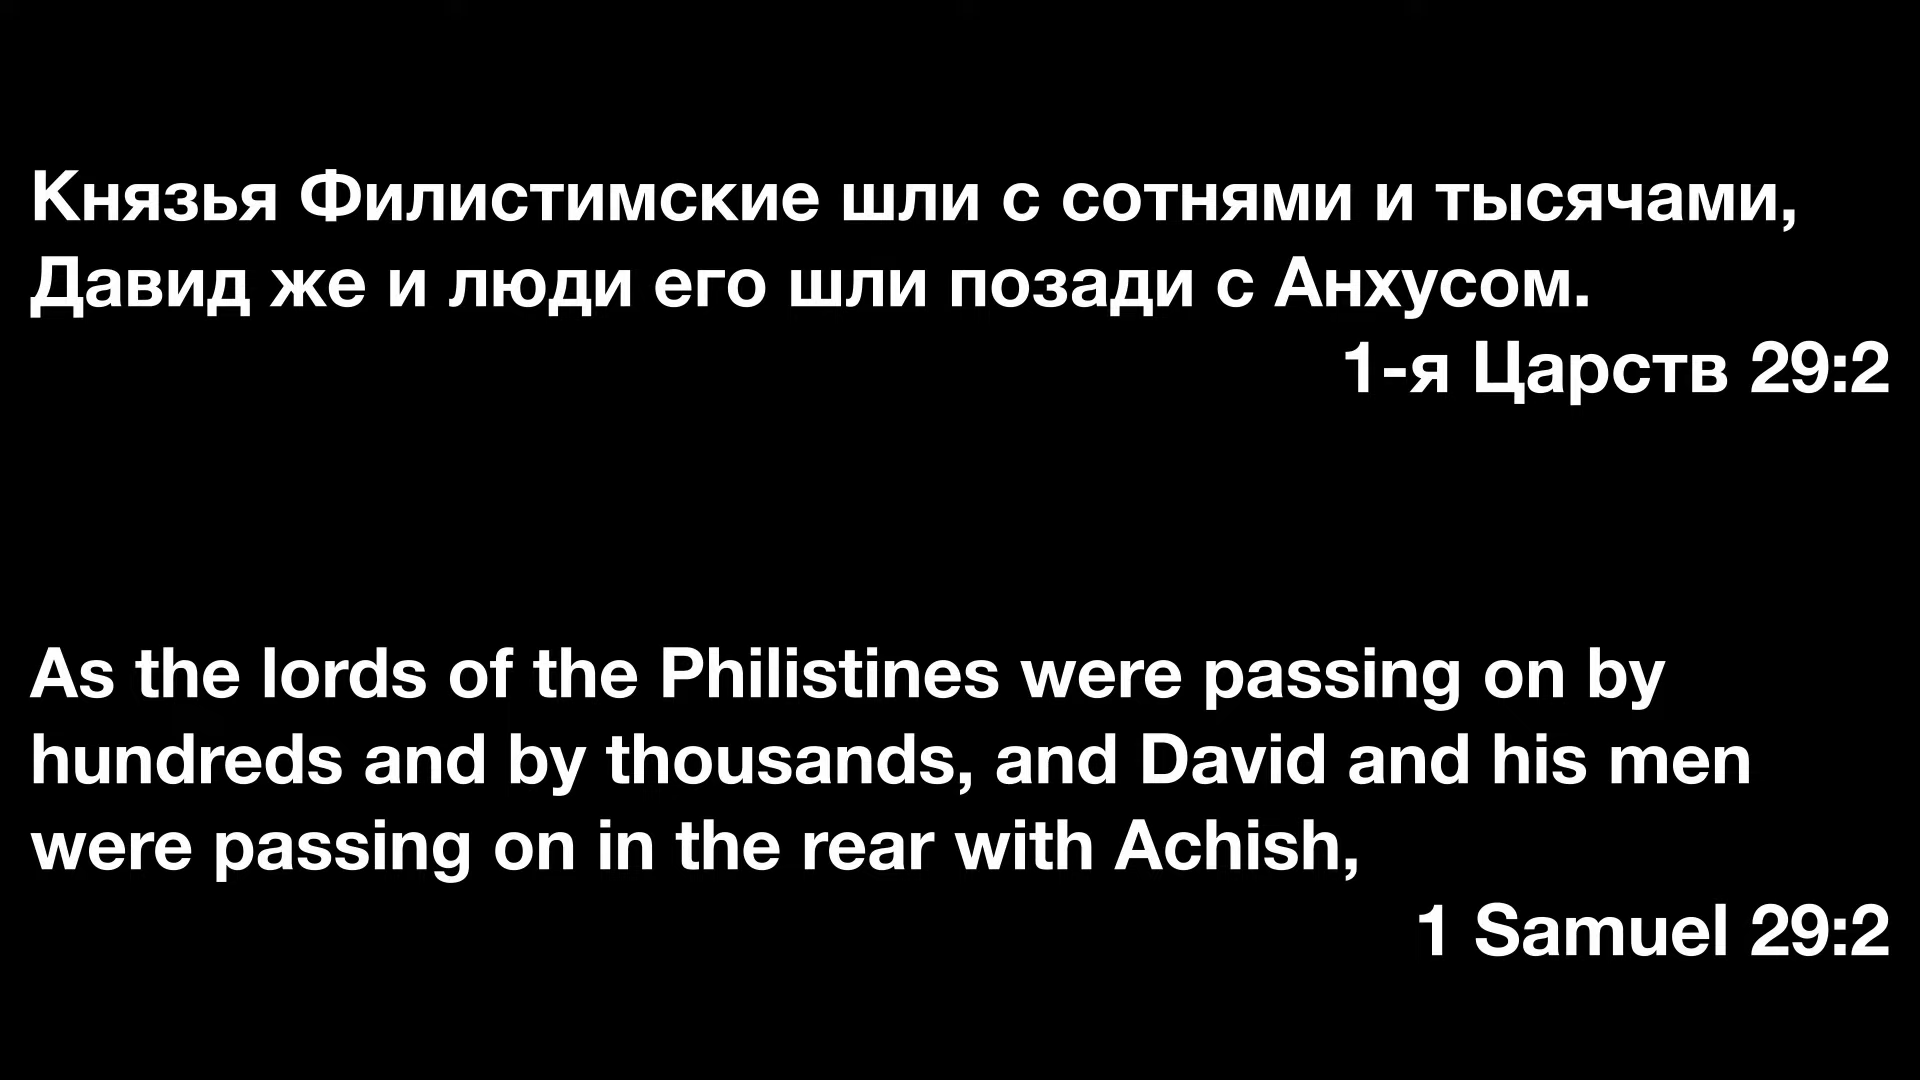 Князья Филистимские шли с сотнями и тысячами,
Давид же и люди его шли позади с Анхусом.
1-я Царств 29:2
As the lords of the Philistines were passing on by
hundreds and by thousands, and David and his men
were passing on in the rear with Achish,
1 Samuel 29:2